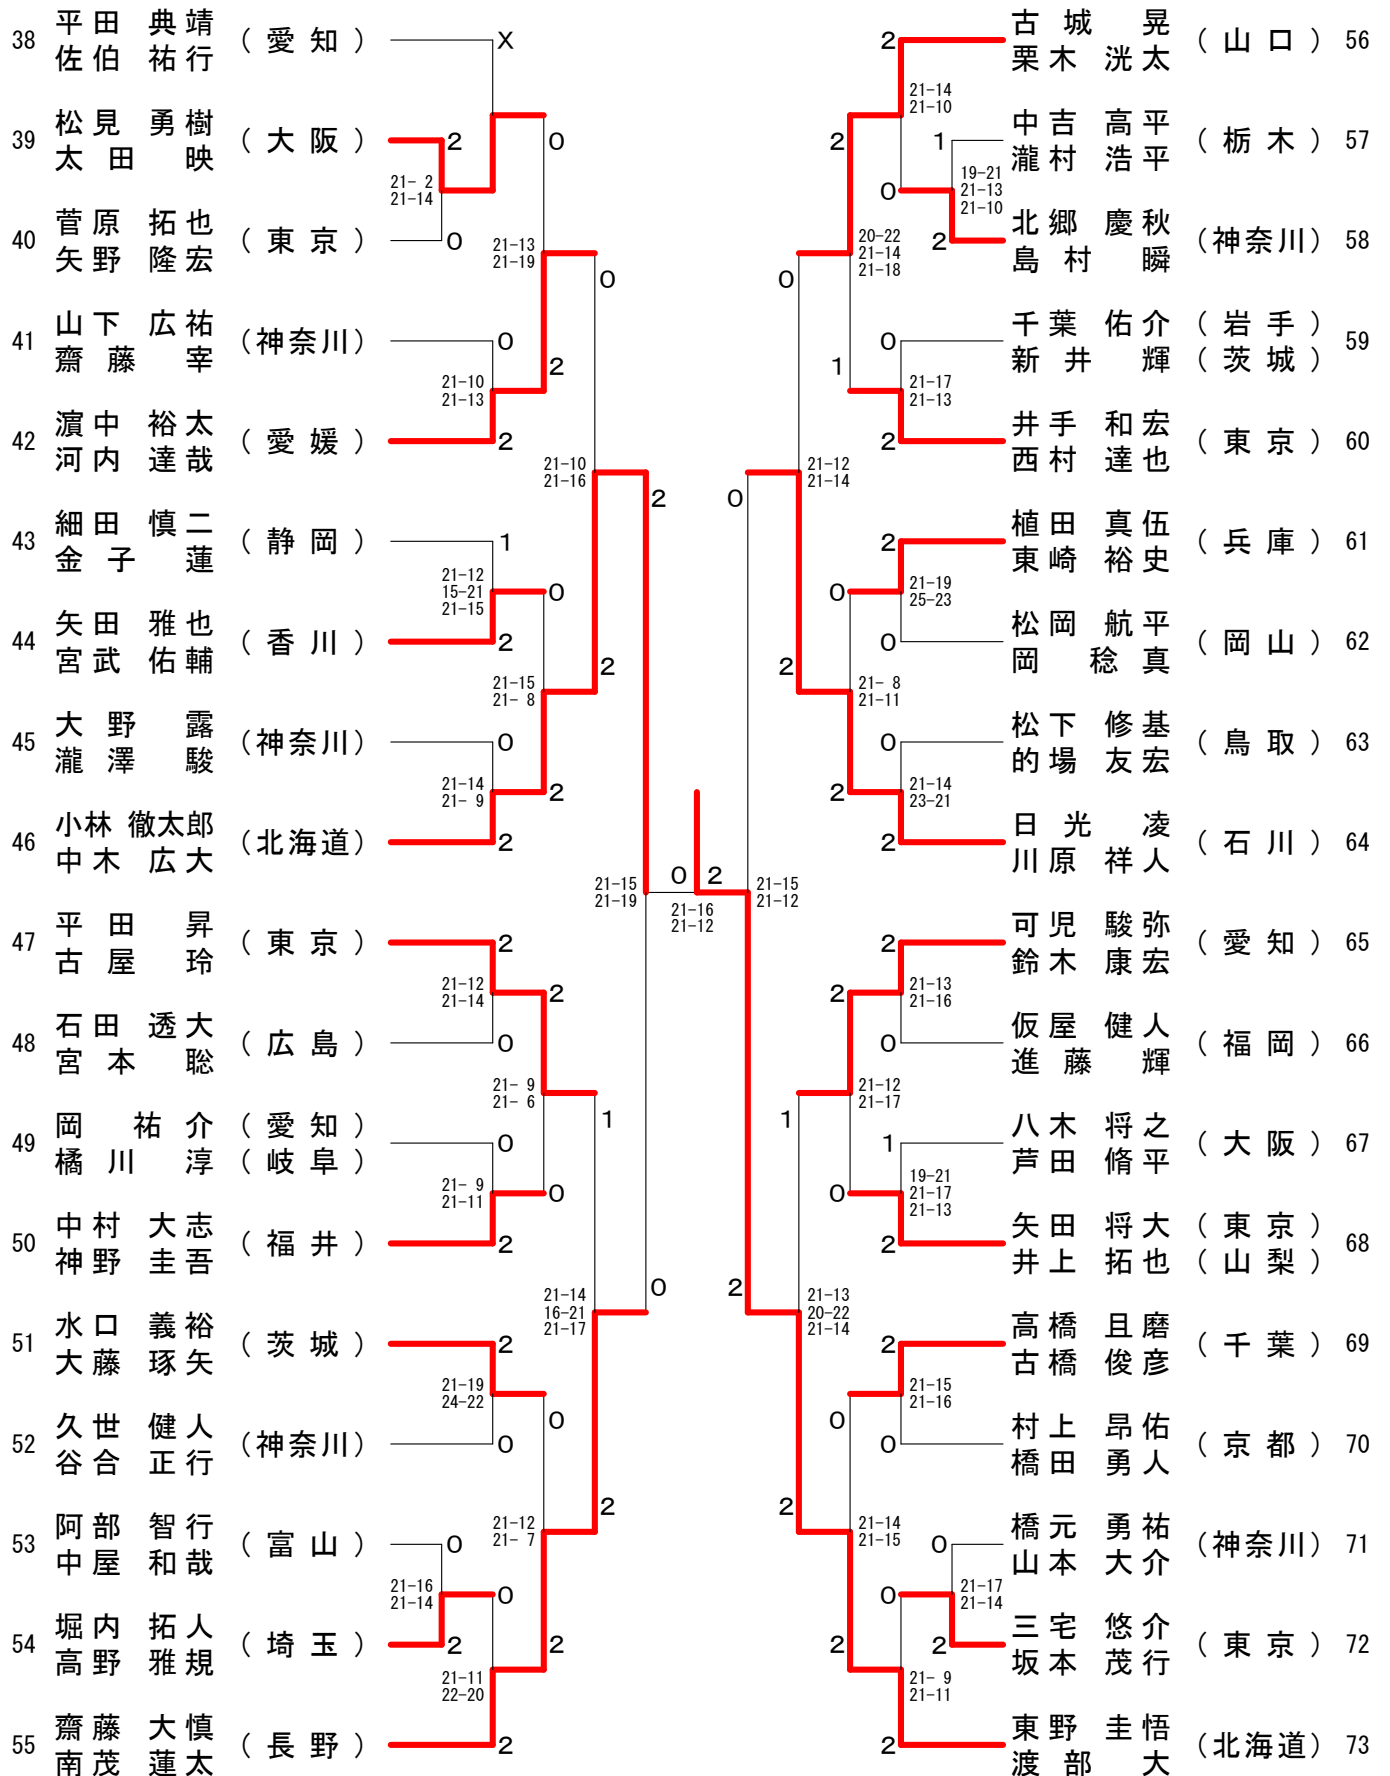 38 平田 典靖 (愛知) X
佐伯 祐行
39 松見 勇樹 (大阪) 2
太田 映
21- 2
21-14
0
40 菅原 拓也 (東京) 0
矢野 隆宏
21-13
21-19
0
41 山下 広祐 (神奈川) 0
齋藤 宰
21-10
21-13
2
42 濵中 裕太 (愛媛) 2
河内 達哉
21-10
21-16
2
43 細田 慎二 (静岡) 1
金子 蓮
21-12
15-21
21-15
0
44 矢田 雅也 (香川) 2
宮武 佑輔
21-15
21- 8
2
45 大野 露 (神奈川) 0
瀧澤 駿
21-14
21- 9
2
46 小林 徹太郎 (北海道) 2
中木 広大
21-15
21-19
0 2
21-16
21-12
47 平田 昇 (東京) 2
古屋 玲
21-12
21-14
2
48 石田 透大 (広島) 0
宮本 聡
21- 9
21- 6
1
49 岡 祐介 (愛知) 0
橘川 淳 (岐阜)
21- 9
21-11
0
50 中村 大志 (福井) 2
神野 圭吾
21-14
16-21
21-17
0
51 水口 義裕 (茨城) 2
大藤 琢矢
21-19
24-22
0
52 久世 健人 (神奈川) 0
谷合 正行
21-12
21- 7
2
53 阿部 智行 (富山) 0
中屋 和哉
21-16
21-14
0
54 堀内 拓人 (埼玉) 2
高野 雅規
21-11
22-20
2
55 齋藤 大慎 (長野) 2
南茂 蓮太
2 古城 晃 (山口) 56
栗木 洸太
21-14
21-10
2
1 中吉 高平 (栃木) 57
瀧村 浩平
19-21
21-13
21-10
0
2 北郷 慶秋 (神奈川) 58
島村 瞬
20-22
21-14
21-18
0
0 千葉 佑介 (岩手) 59
新井 輝 (茨城)
21-17
21-13
1
2 井手 和宏 (東京) 60
西村 達也
21-12
21-14
0
2 植田 真伍 (兵庫) 61
東崎 裕史
21-19
25-23
0
0 松岡 航平 (岡山) 62
岡 稔真
21- 8
21-11
2
0 松下 修基 (鳥取) 63
的場 友宏
21-14
23-21
2
2 日光 凌 (石川) 64
川原 祥人
21-15
21-12
2 可児 駿弥 (愛知) 65
鈴木 康宏
21-13
21-16
2
0 仮屋 健人 (福岡) 66
進藤 輝
21-12
21-17
1
1 八木 将之 (大阪) 67
芦田 脩平
19-21
21-17
21-13
0
2 矢田 将大 (東京) 68
井上 拓也 (山梨)
21-13
20-22
21-14
2
2 高橋 且磨 (千葉) 69
古橋 俊彦
21-15
21-16
0
0 村上 昂佑 (京都) 70
橋田 勇人
21-14
21-15
2
0 橋元 勇祐 (神奈川) 71
山本 大介
21-17
21-14
0
2 三宅 悠介 (東京) 72
坂本 茂行
21- 9
21-11
2
2 東野 圭悟 (北海道) 73
渡部 大